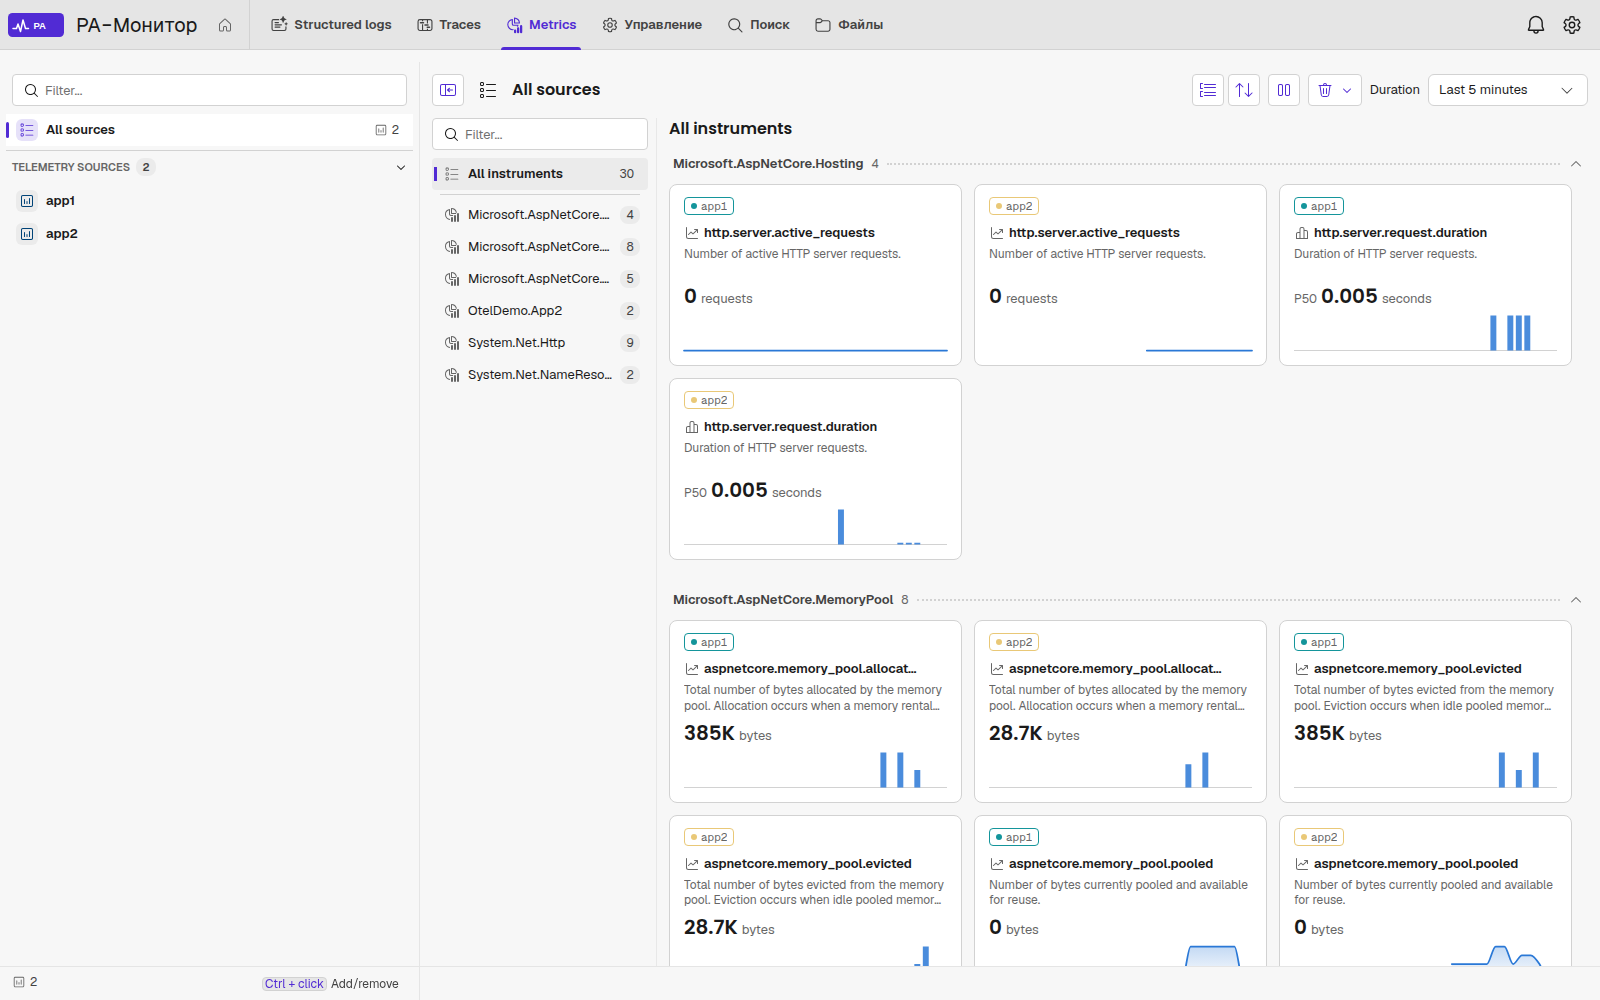 PA
PA-Монитор
Structured logs
Traces
Metrics
Управление
Поиск
Файлы
Filter...
All sources
2
TELEMETRY SOURCES 2
app1
app2
2
Ctrl + click Add/remove
All sources
Duration
Last 5 minutes
Filter...
All instruments 30
Microsoft.AspNetCore.... 4
Microsoft.AspNetCore.... 8
Microsoft.AspNetCore.... 5
OtelDemo.App2 2
System.Net.Http 9
System.Net.NameReso... 2
All instruments
Microsoft.AspNetCore.Hosting 4
app1
http.server.active_requests
Number of active HTTP server requests.
0 requests
app2
http.server.active_requests
Number of active HTTP server requests.
0 requests
app1
http.server.request.duration
Duration of HTTP server requests.
P50 0.005 seconds
app2
http.server.request.duration
Duration of HTTP server requests.
P50 0.005 seconds
Microsoft.AspNetCore.MemoryPool 8
app1
aspnetcore.memory_pool.allocat...
Total number of bytes allocated by the memory
pool. Allocation occurs when a memory rental...
385K bytes
app2
aspnetcore.memory_pool.allocat...
Total number of bytes allocated by the memory
pool. Allocation occurs when a memory rental...
28.7K bytes
app1
aspnetcore.memory_pool.evicted
Total number of bytes evicted from the memory
pool. Eviction occurs when idle pooled memor...
385K bytes
app2
aspnetcore.memory_pool.evicted
Total number of bytes evicted from the memory
pool. Eviction occurs when idle pooled memor...
28.7K bytes
app1
aspnetcore.memory_pool.pooled
Number of bytes currently pooled and available
for reuse.
0 bytes
app2
aspnetcore.memory_pool.pooled
Number of bytes currently pooled and available
for reuse.
0 bytes